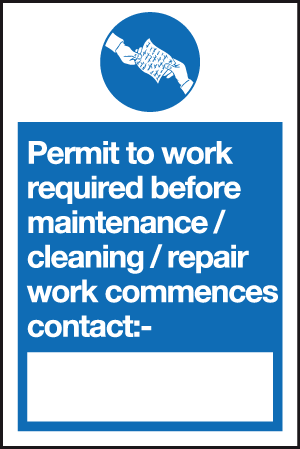 Permit to work
required before
maintenance /
cleaning / repair
work commences
contact:-